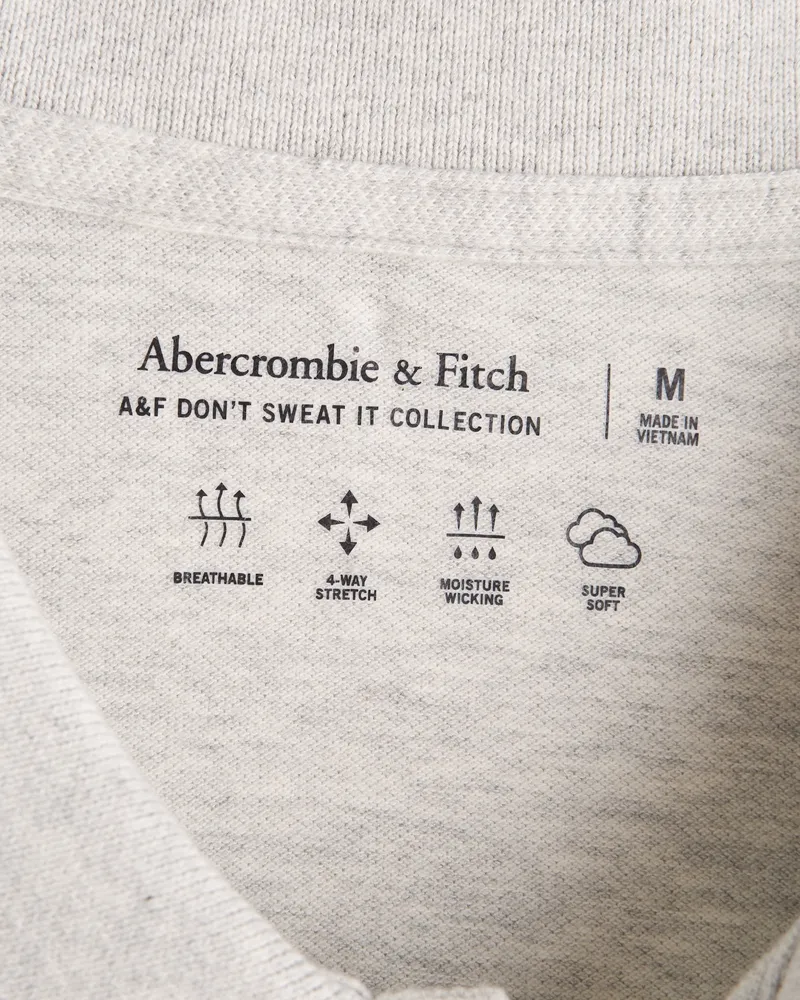 Abercrombie & Fitch
A&F DON'T SWEAT IT COLLECTION
M
MADE IN
VIETNAM
BREATHABLE
4-WAY
STRETCH
MOISTURE
WICKING
SUPER
SOFT